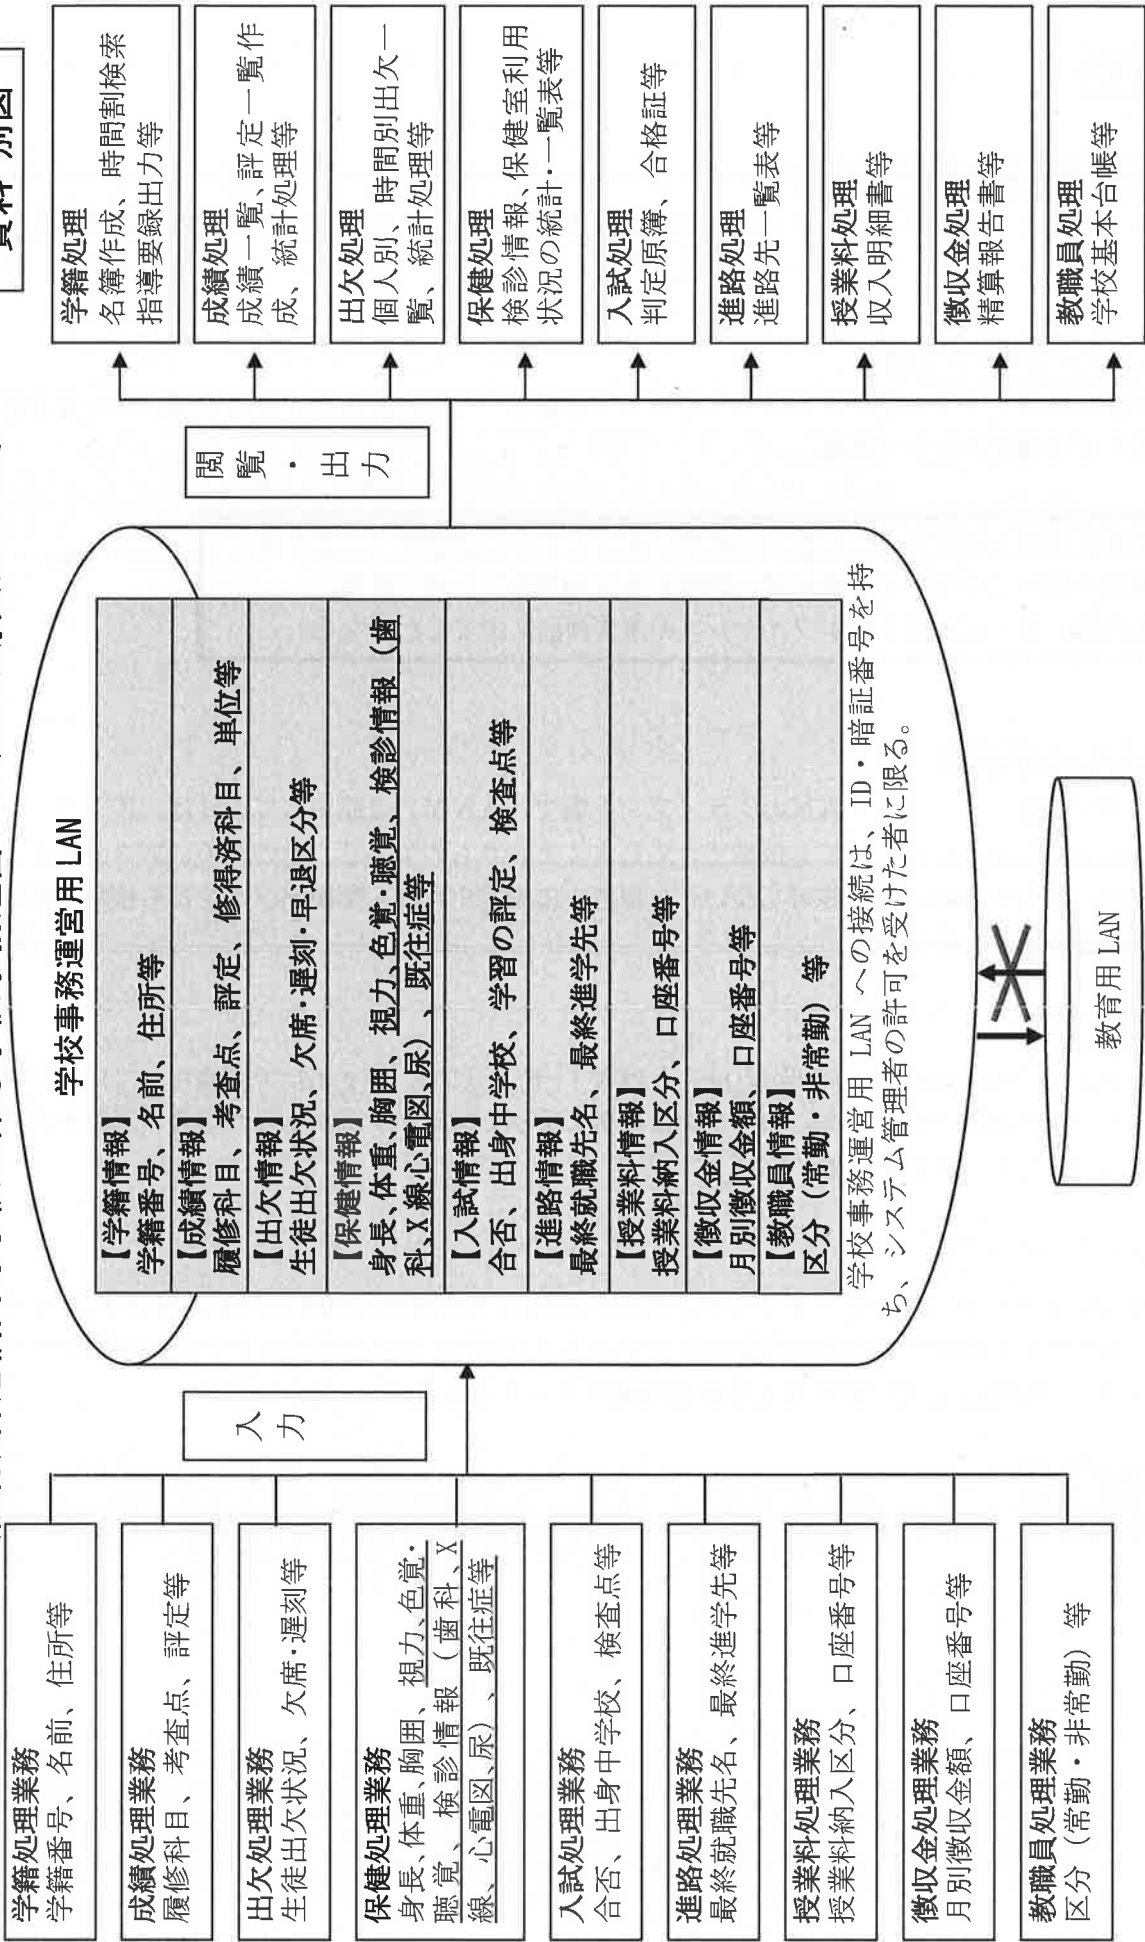 資料 別図
学校事務運営用 LAN
入力
閲覧・出力
学籍処理業務
学籍番号、名前、住所等
成績処理業務
履修科目、考査点、評定等
出欠処理業務
生徒出欠状況、欠席・遅刻等
保健処理業務
身長、体重、胸囲、視力、色覚・
聴覚、検診情報（歯科、X
線、心電図、尿）、既往症等
入試処理業務
合否、出身中学校、検査点等
進路処理業務
最終就職先名、最終進学先等
授業料処理業務
授業料納入区分、口座番号等
徴収金処理業務
月別徴収金額、口座番号等
教職員処理業務
区分（常勤・非常勤）等
【学籍情報】
学籍番号、名前、住所等
【成績情報】
履修科目、考査点、評定、修得済科目、単位等
【出欠情報】
生徒出欠状況、欠席・遅刻・早退区分等
【保健情報】
身長、体重、胸囲、視力、色覚・聴覚、検診情報（歯
科、X線心電図、尿）、既往症等
【入試情報】
合否、出身中学校、学習の評定、検査点等
【進路情報】
最終就職先名、最終進学先等
【授業料情報】
授業料納入区分、口座番号等
【徴収金情報】
月別徴収金額、口座番号等
【教職員情報】
区分（常勤・非常勤）等
学校事務運営用 LAN への接続は、ID・暗証番号を持
ち、システム管理者の許可を受けた者に限る。
学籍処理
名簿作成、時間割検索
指導要録出力等
成績処理
成績一覧、評定一覧作
成、統計処理等
出欠処理
個人別、時間別出欠一
覧、統計処理等
保健処理
検診情報、保健室利用
状況の統計・一覧表等
入試処理
判定原簿、合格証等
進路処理
進路先一覧表等
授業料処理
収入明細書等
徴収金処理
精算報告書等
教職員処理
学校基本台帳等
教育用 LAN